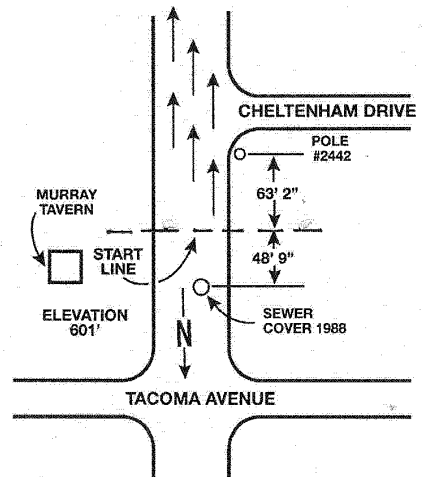 CHELTENHAM DRIVE
POLE
#2442
63' 2"
MURRAY
TAVERN
START
LINE
48' 9"
ELEVATION
601'
SEWER
COVER 1988
N
TACOMA AVENUE